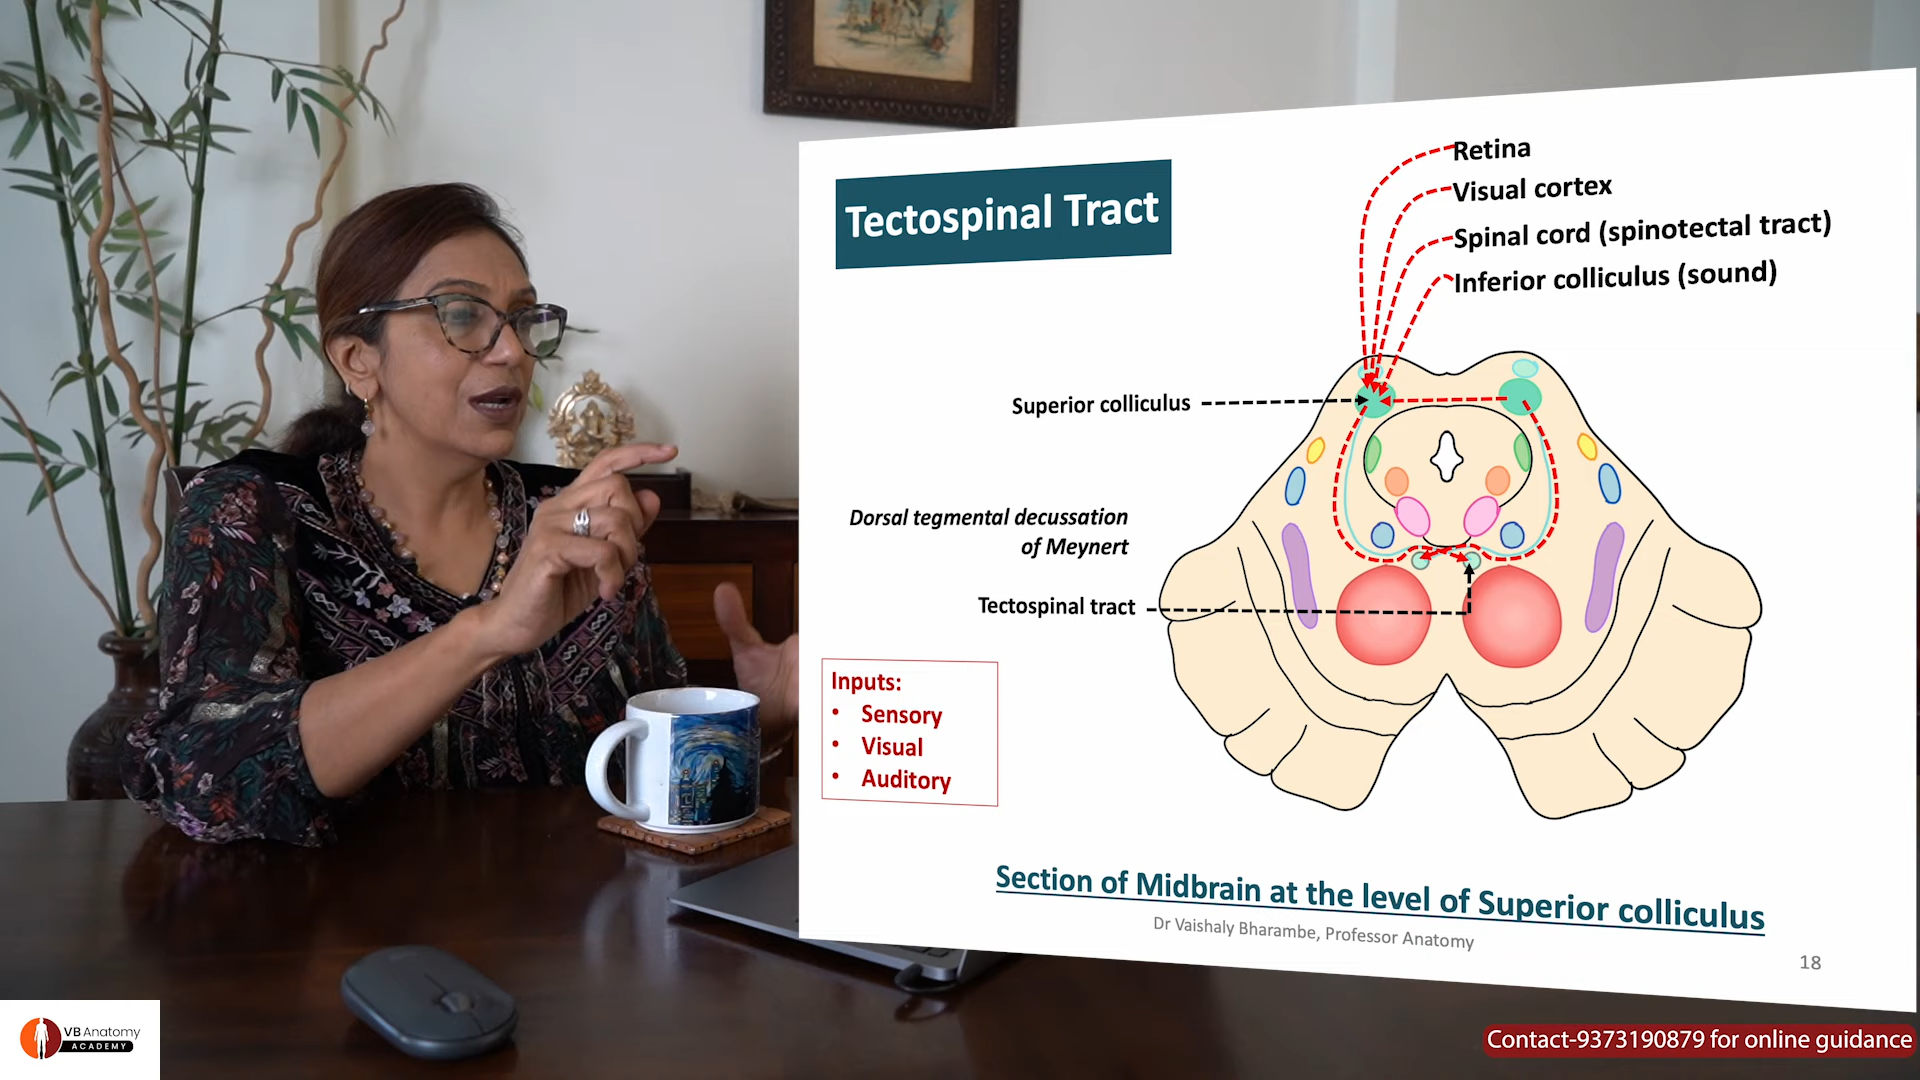 Tectospinal Tract
Retina
Visual cortex
Spinal cord (spinotectal tract)
Inferior colliculus (sound)
Superior colliculus
Dorsal tegmental decussation
of Meynert
Tectospinal tract
Inputs:
• Sensory
• Visual
• Auditory
Section of Midbrain at the level of Superior colliculus
Dr Vaishaly Bharambe, Professor Anatomy
18
VB Anatomy
ACADEMY
Contact-9373190879 for online guidance